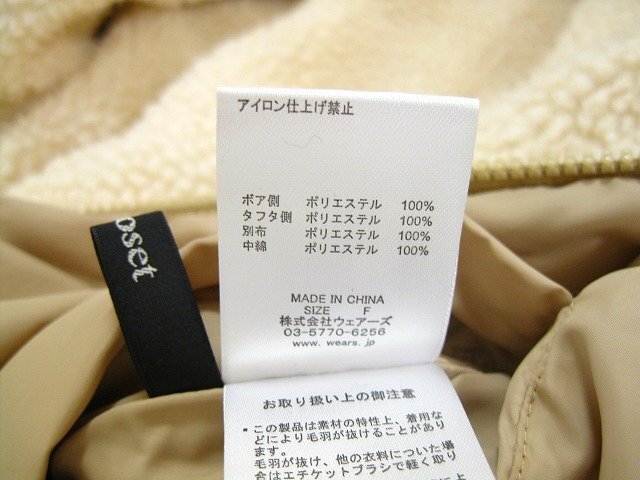 アイロン仕上げ禁止
ボア側 ポリエステル 100%
タフタ側 ポリエステル 100%
別布 ポリエステル 100%
中綿 ポリエステル 100%
MADE IN CHINA
SIZE F
株式会社ウェアーズ
03-5770-6256
www.wears.jp
oset
お取り扱い上の御注意
• この製品は素材の特性上、着用な
どにより毛羽が抜けることがあり
ます。
毛羽が抜け、他の衣料についた場
合はエチケットブラシで軽く取り